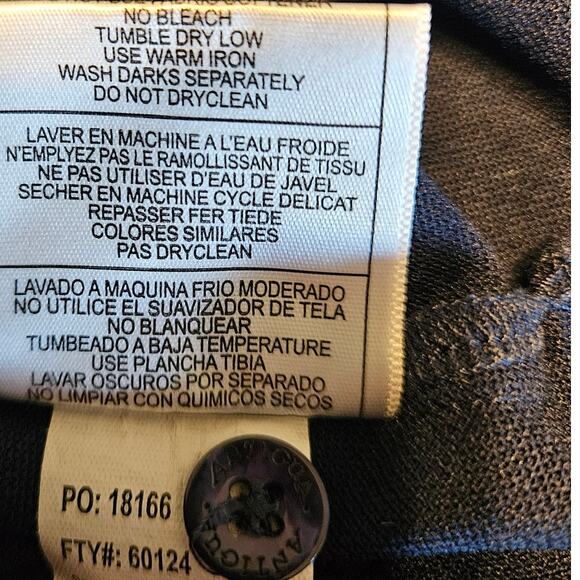 NO BLEACH
TUMBLE DRY LOW
USE WARM IRON
WASH DARKS SEPARATELY
DO NOT DRYCLEAN
LAVER EN MACHINE A L'EAU FROIDE
N'EMPLYEZ PAS LE RAMOLLISSANT DE TISSU
NE PAS UTILISER D'EAU DE JAVEL
SECHER EN MACHINE CYCLE DELICAT
REPASSER FER TIEDE
COLORES SIMILARES
PAS DRYCLEAN
LAVADO A MAQUINA FRIO MODERADO
NO UTILICE EL SUAVIZADOR DE TELA
NO BLANQUEAR
TUMBEADO A BAJA TEMPERATURE
USE PLANCHA TIBIA
LAVAR OSCUROS POR SEPARADO
NO LIMPIAR CON QUIMICOS SECOS
PO: 18166
FTY#: 60124
ANTIGUA
ANTIGUA